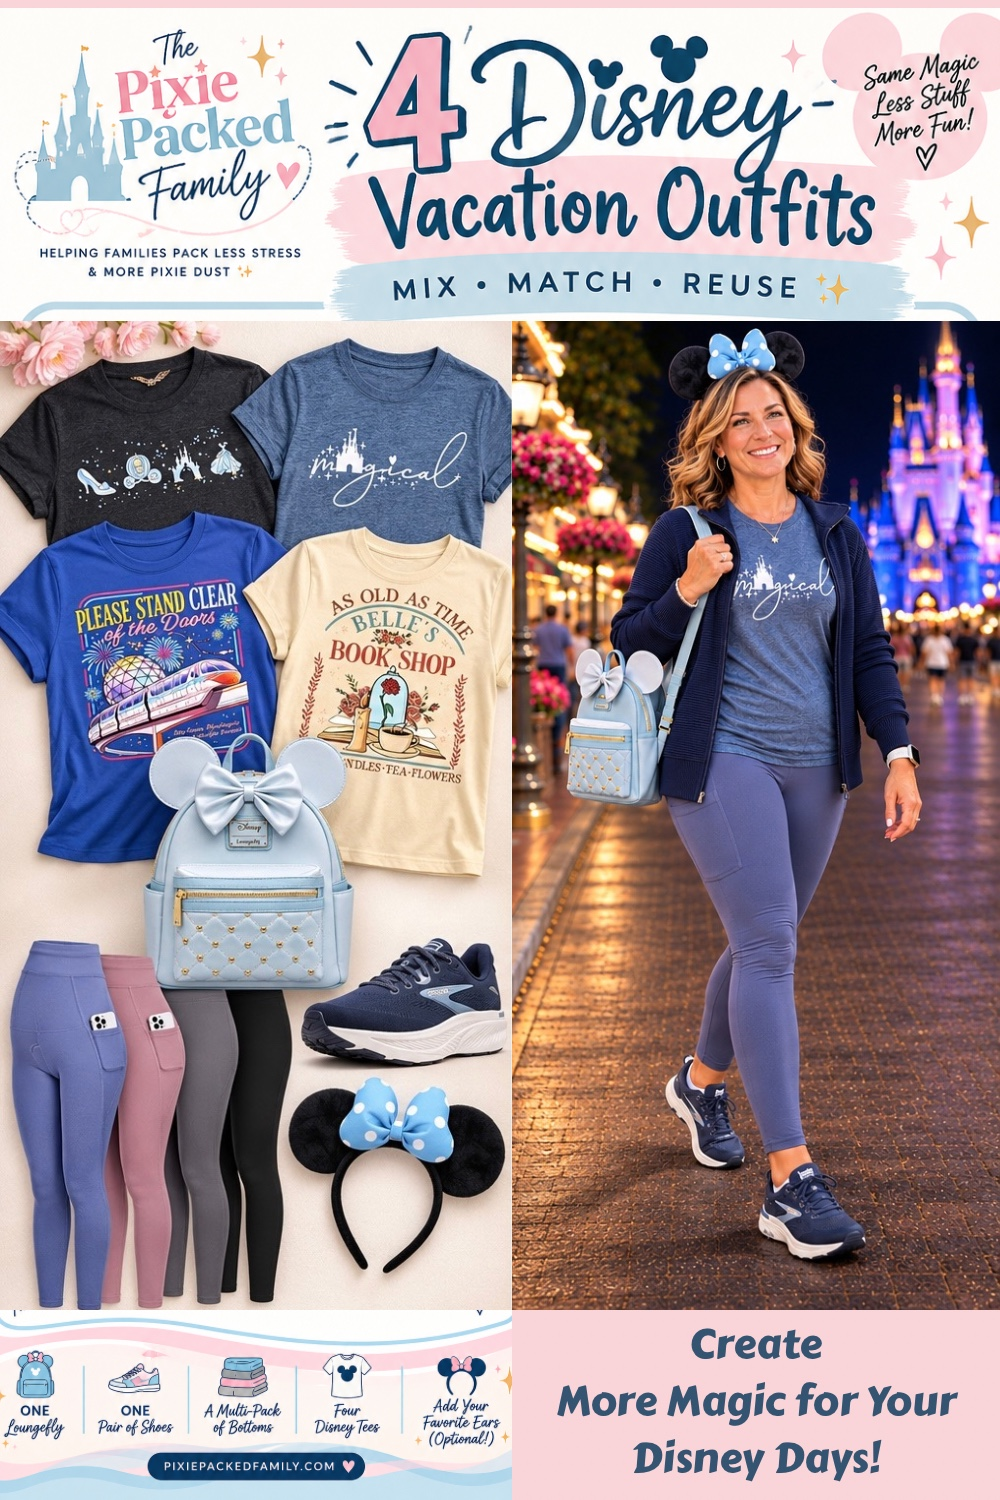 The
Pixie
Packed
Family
HELPING FAMILIES PACK LESS STRESS
& MORE PIXIE DUST
4 Disney
Vacation Outfits
MIX • MATCH • REUSE
Same Magic
Less Stuff
More Fun!
magical
PLEASE STAND CLEAR
of the Doors
AS OLD AS TIME
BELLE'S
BOOK SHOP
NDLES • TEA • FLOWERS
Disney
Loungefly
magical
ONE
Loungefly
ONE
Pair of Shoes
A Multi-Pack
of Bottoms
Four
Disney Tees
Add Your
Favorite Ears
(Optional!)
PIXIEPACKEDFAMILY.COM
Create
More Magic for Your
Disney Days!